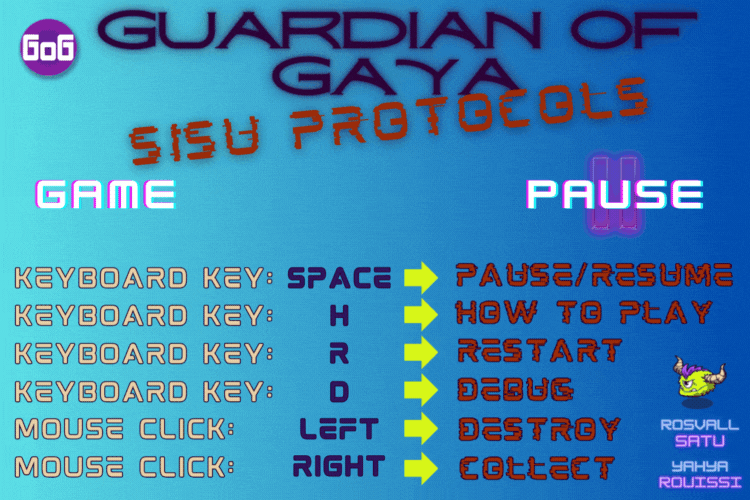 GoG
GUARDIAN OF
GAYA
SISU PROTOCOLS
GAME PAUSE
KEYBOARD KEY: SPACE PAUSE/RESUME
KEYBOARD KEY: H HOW TO PLAY
KEYBOARD KEY: R RESTART
KEYBOARD KEY: D DEBUG
MOUSE CLICK: LEFT DESTROY
MOUSE CLICK: RIGHT COLLECT
ROSVALL
SATU
YAHYA
ROUISSI